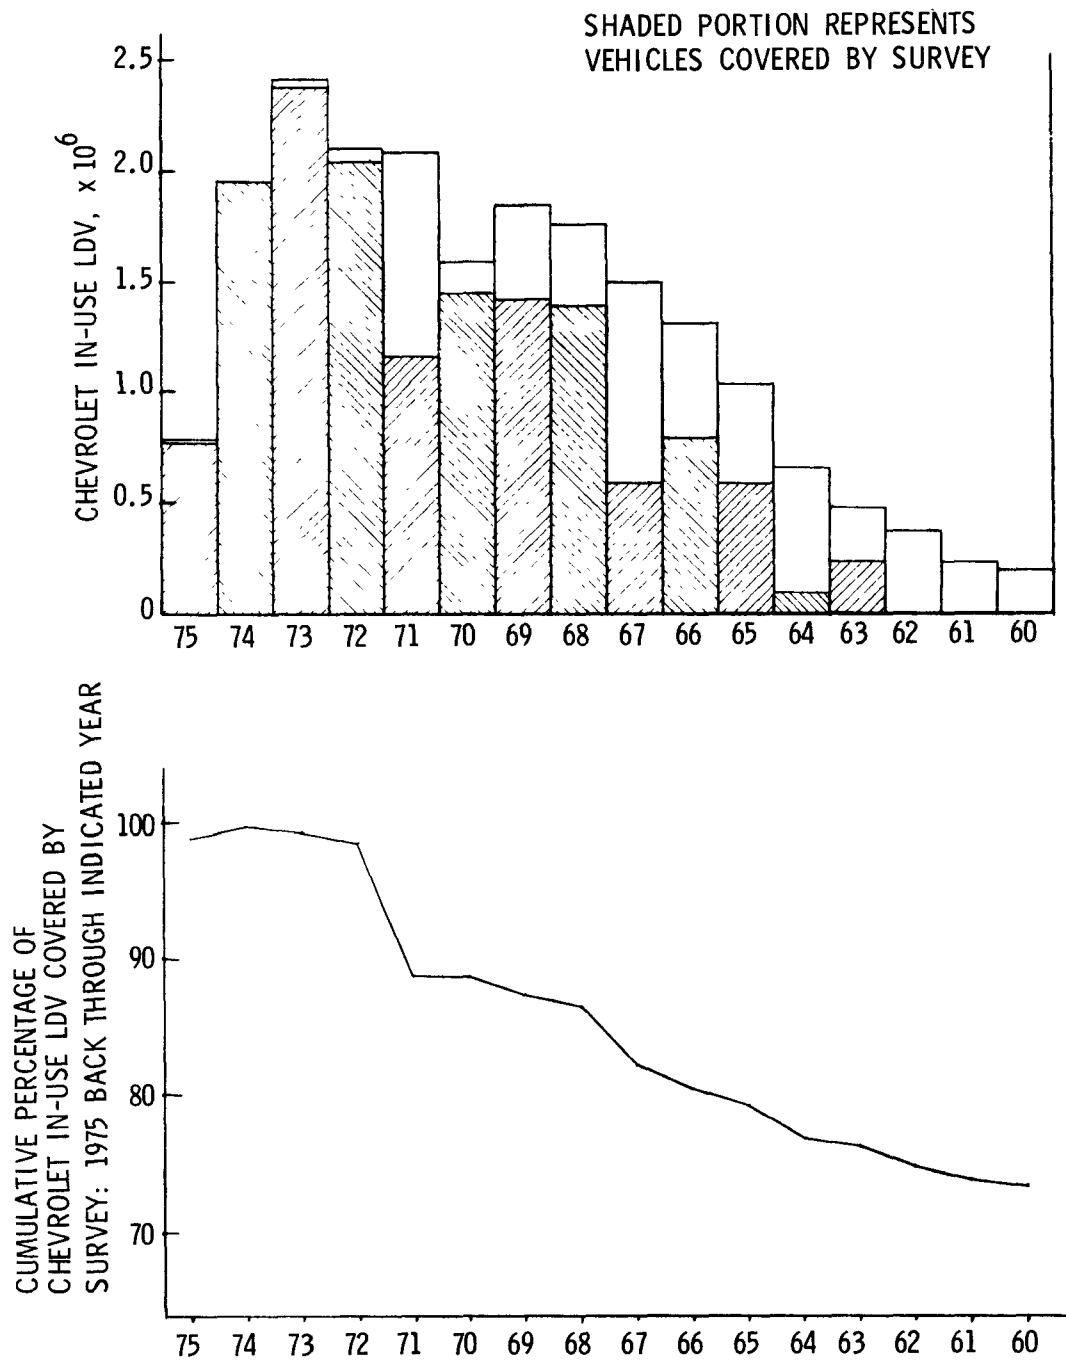 SHADED PORTION REPRESENTS
VEHICLES COVERED BY SURVEY
CHEVROLET IN-USE LDV, x 10⁶
2.5
2.0
1.5
1.0
0.5
0
75 74 73 72 71 70 69 68 67 66 65 64 63 62 61 60
CUMULATIVE PERCENTAGE OF
CHEVROLET IN-USE LDV COVERED BY
SURVEY: 1975 BACK THROUGH INDICATED YEAR
100
90
80
70
75 74 73 72 71 70 69 68 67 66 65 64 63 62 61 60